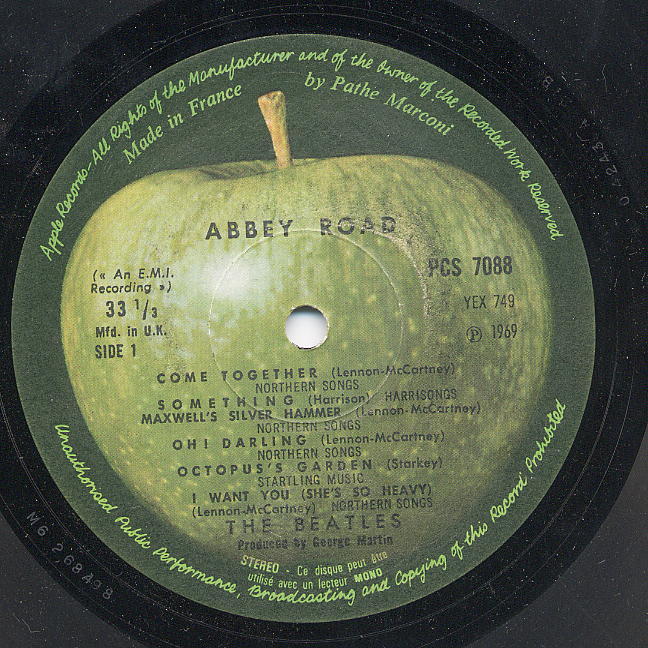 Apple Records-All Rights of the Manufacturer and of the Owner of the Recorded Work Reserved
Made in France by Pathe Marconi
ABBEY ROAD
(« An E.M.I.
Recording »)
33 1/3
Mfd. in U.K.
SIDE 1
PCS 7088
YEX 749
Ⓟ 1969
COME TOGETHER (Lennon-McCartney)
NORTHERN SONGS
SOMETHING (Harrison) HARRISONGS
MAXWELL'S SILVER HAMMER (Lennon-McCartney)
NORTHERN SONGS
OH! DARLING (Lennon-McCartney)
NORTHERN SONGS
OCTOPUS'S GARDEN (Starkey)
STARTLING MUSIC
I WANT YOU (SHE'S SO HEAVY)
(Lennon-McCartney) NORTHERN SONGS
THE BEATLES
Produced by George Martin
STEREO - Ce disque peut être
utilisé avec un lecteur MONO
Unauthorised Public Performance, Broadcasting and Copying of this Record Prohibited
M6 268498